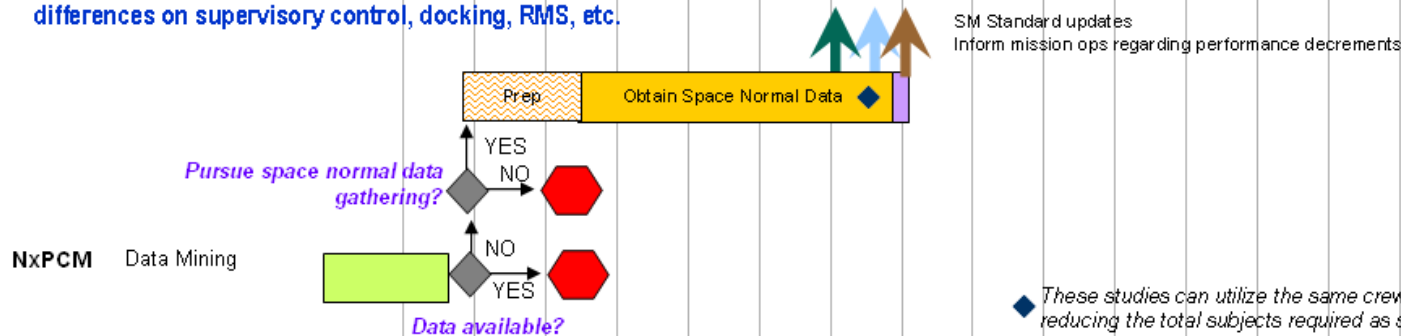 differences on supervisory control, docking, RMS, etc.
SM Standard updates
Inform mission ops regarding performance decrements
Prep
Obtain Space Normal Data
YES
Pursue space normal data
gathering?
NO
NO
NxPCM
Data Mining
YES
Data available?
These studies can utilize the same crew
reducing the total subjects required as